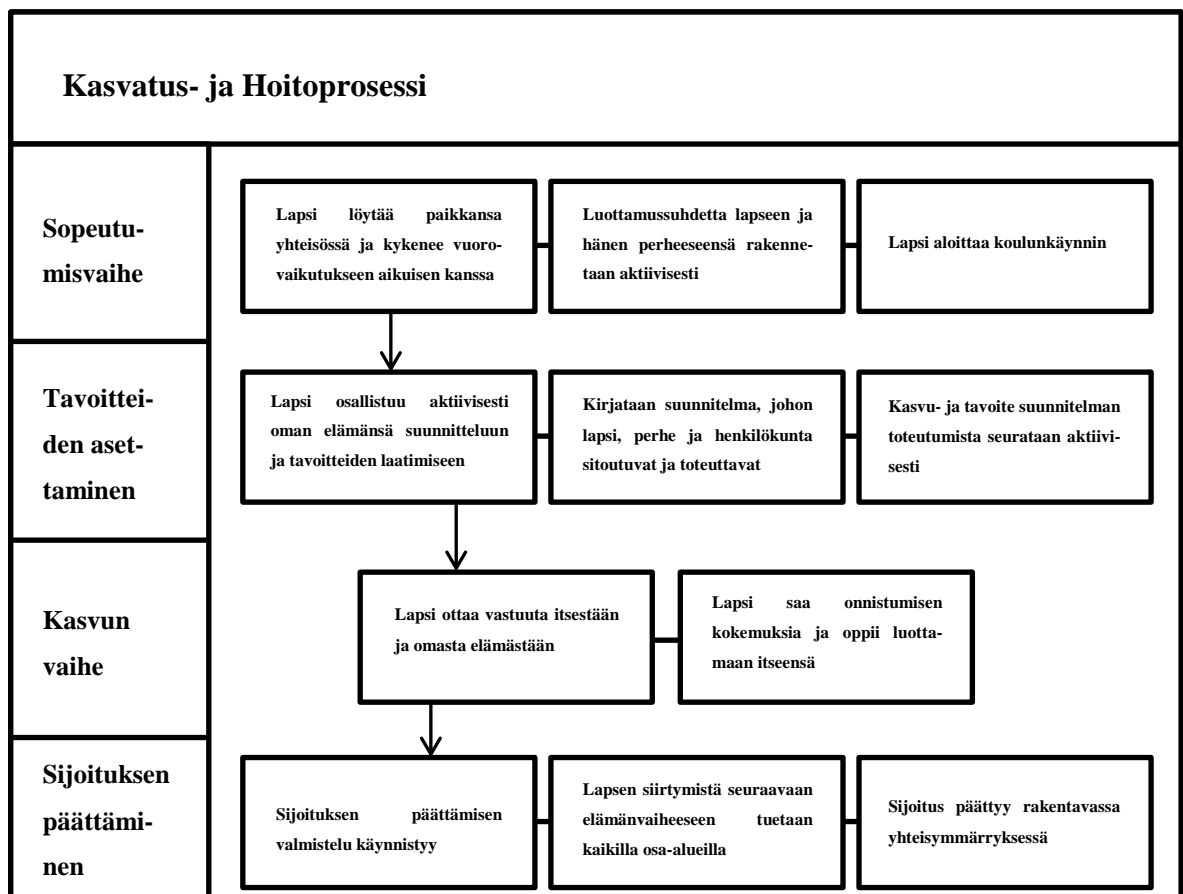 Kasvatus- ja Hoitoprosessi
Sopeutu-
misvaihe
Lapsi löytää paikkansa
yhteisössä ja kykenee vuoro-
vaikutukseen aikuisen kanssa
Luottamussuhdetta lapseen ja
hänen perheeseensä rakenne-
taan aktiivisesti
Lapsi aloittaa koulunkäynnin
Tavoittei-
den aset-
taminen
Lapsi osallistuu aktiivisesti
oman elämänsä suunnitteluun
ja tavoitteiden laatimiseen
Kirjataan suunnitelma, johon
lapsi, perhe ja henkilökunta
sitoutuvat ja toteuttavat
Kasvu- ja tavoite suunnitelman
toteutumista seurataan aktiivi-
sesti
Kasvun
vaihe
Lapsi ottaa vastuuta itsestään
ja omasta elämästään
Lapsi saa onnistumisen
kokemuksia ja oppii luotta-
maan itseensä
Sijoituksen
päättämi-
nen
Sijoituksen päättämisen
valmistelu käynnistyy
Lapsen siirtymistä seuraavaan
elämänvaiheeseen tuetaan
kaikilla osa-alueilla
Sijoitus päättyy rakentavassa
yhteisymmärryksessä